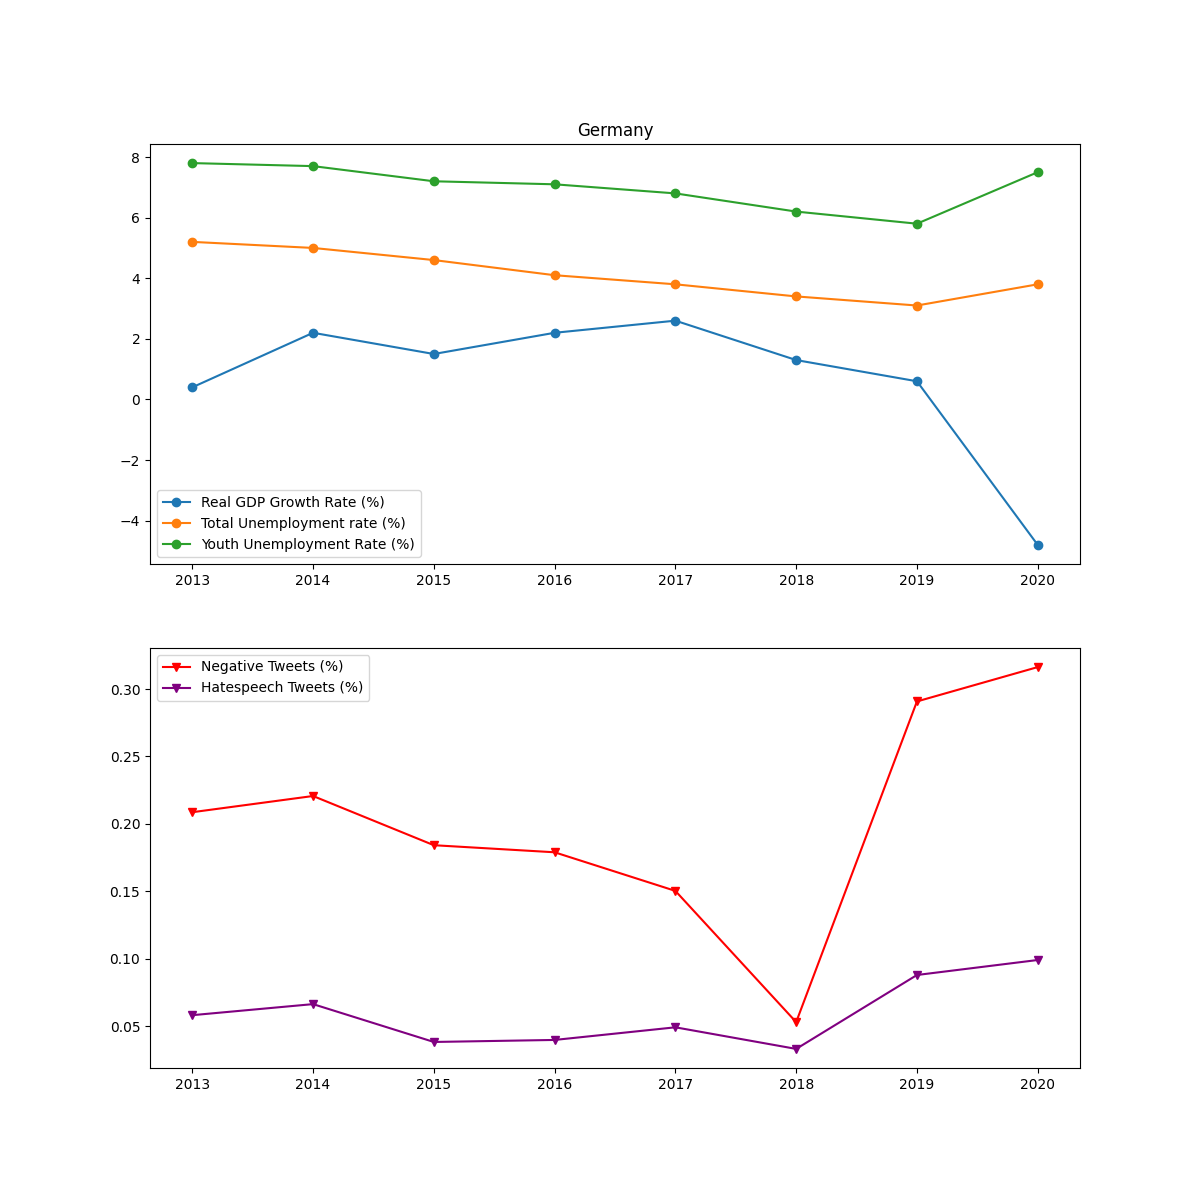 Germany
8
6
4
2
0
−2
−4
Real GDP Growth Rate (%)
Total Unemployment rate (%)
Youth Unemployment Rate (%)
2013 2014 2015 2016 2017 2018 2019 2020
Negative Tweets (%)
Hatespeech Tweets (%)
0.30
0.25
0.20
0.15
0.10
0.05
2013 2014 2015 2016 2017 2018 2019 2020